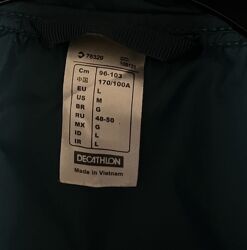 78320
Cm 96-103
中国 170/100A
EU L
US M
BR G
RU 48-50
MX G
ID L
IR L
DECATHLON
Made in Vietnam